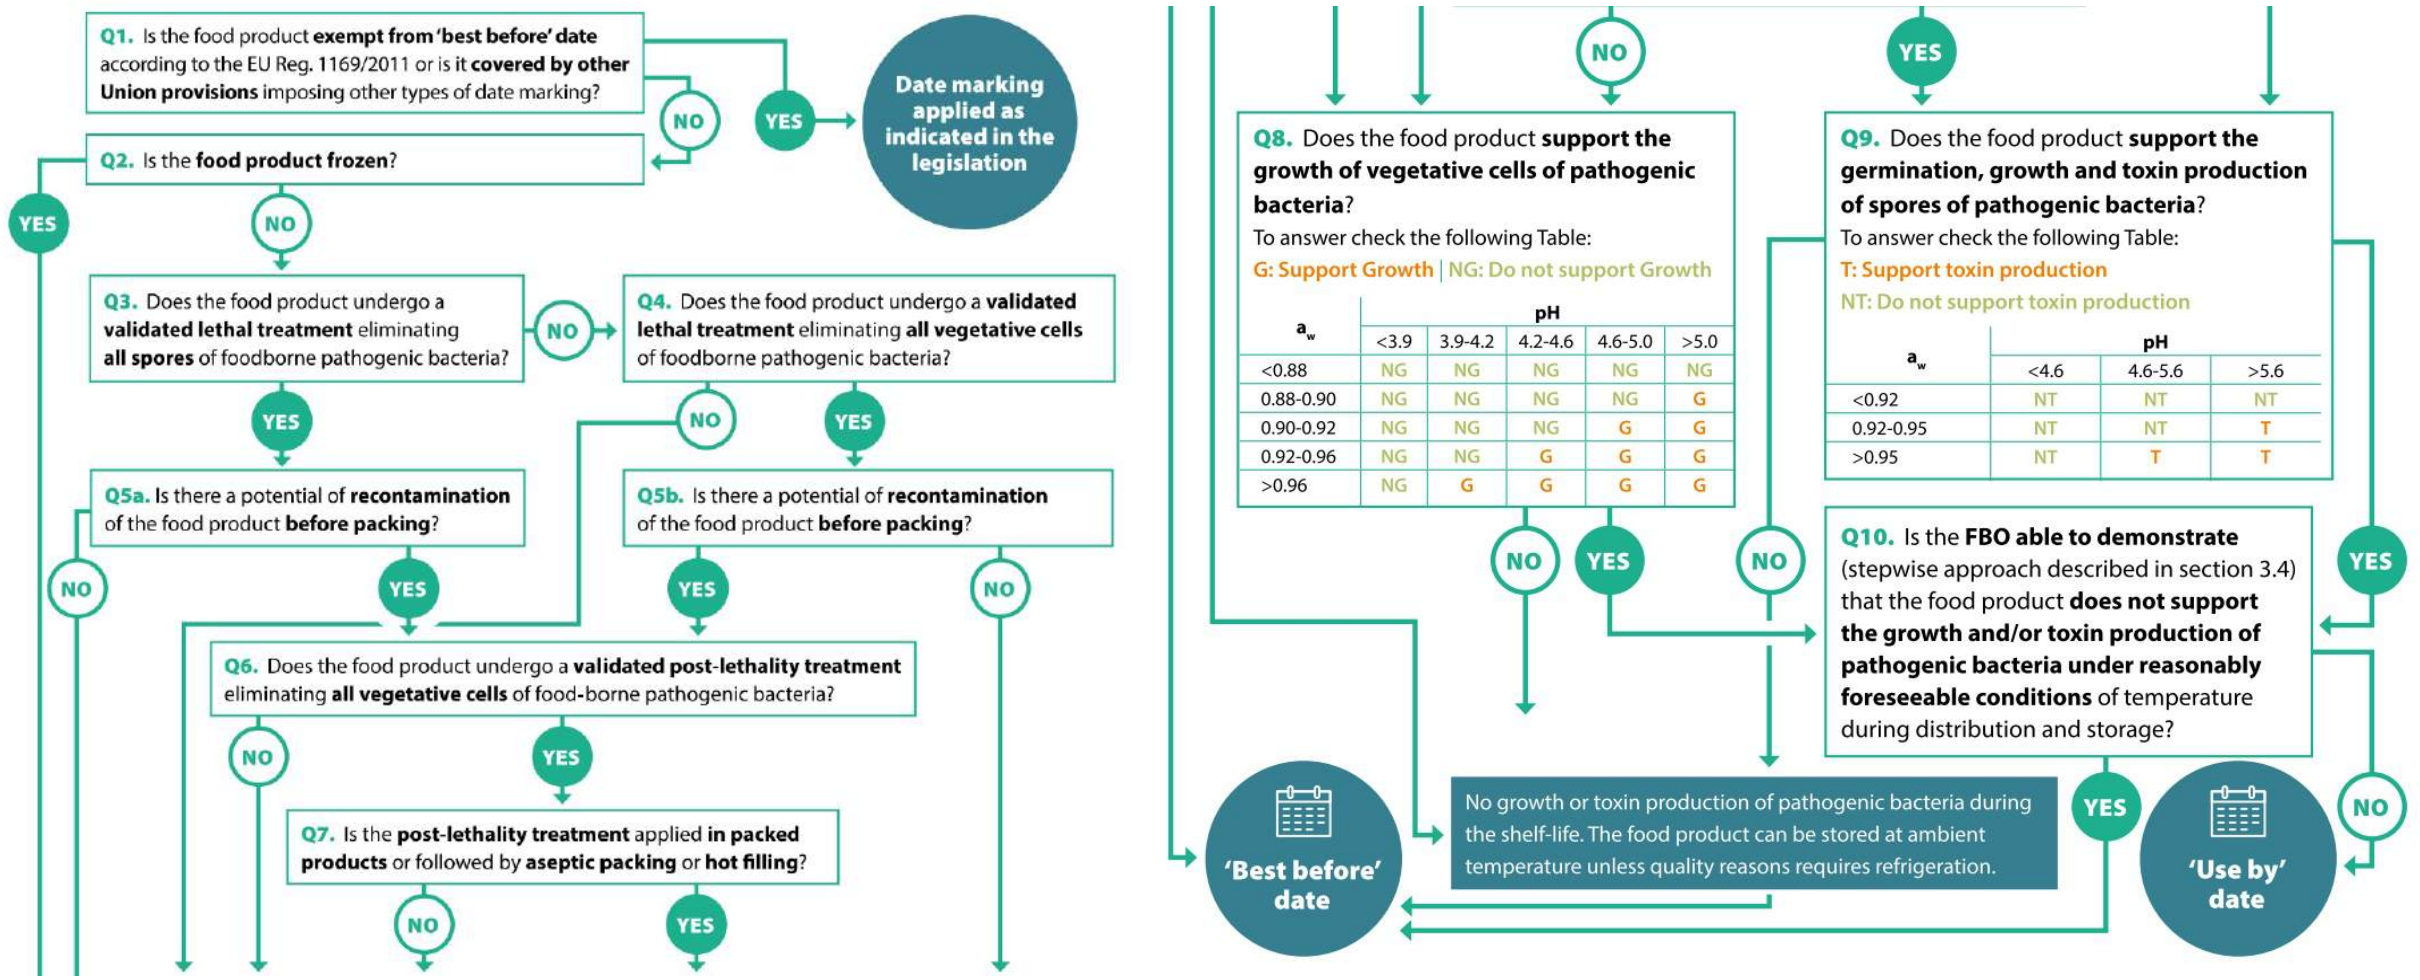 Q1. Is the food product exempt from 'best before' date
according to the EU Reg. 1169/2011 or is it covered by other
Union provisions imposing other types of date marking?
NO
YES
Date marking
applied as
indicated in the
legislation
Q2. Is the food product frozen?
YES
NO
Q3. Does the food product undergo a
validated lethal treatment eliminating
all spores of foodborne pathogenic bacteria?
NO
Q4. Does the food product undergo a validated
lethal treatment eliminating all vegetative cells
of foodborne pathogenic bacteria?
YES
NO
YES
Q5a. Is there a potential of recontamination
of the food product before packing?
Q5b. Is there a potential of recontamination
of the food product before packing?
NO
YES
YES
NO
Q6. Does the food product undergo a validated post-lethality treatment
eliminating all vegetative cells of food-borne pathogenic bacteria?
NO
YES
Q7. Is the post-lethality treatment applied in packed
products or followed by aseptic packing or hot filling?
NO
YES
NO
YES
Q8. Does the food product support the
growth of vegetative cells of pathogenic
bacteria?
To answer check the following Table:
G: Support Growth | NG: Do not support Growth
aw pH
<3.9 3.9-4.2 4.2-4.6 4.6-5.0 >5.0
<0.88 NG NG NG NG NG
0.88-0.90 NG NG NG NG G
0.90-0.92 NG NG NG G G
0.92-0.96 NG NG G G G
>0.96 NG G G G G
NO
YES
Q9. Does the food product support the
germination, growth and toxin production
of spores of pathogenic bacteria?
To answer check the following Table:
T: Support toxin production
NT: Do not support toxin production
aw pH
<4.6 4.6-5.6 >5.6
<0.92 NT NT NT
0.92-0.95 NT NT T
>0.95 NT T T
NO
YES
Q10. Is the FBO able to demonstrate
(stepwise approach described in section 3.4)
that the food product does not support
the growth and/or toxin production of
pathogenic bacteria under reasonably
foreseeable conditions of temperature
during distribution and storage?
YES
NO
'Best before'
date
No growth or toxin production of pathogenic bacteria during
the shelf-life. The food product can be stored at ambient
temperature unless quality reasons requires refrigeration.
'Use by'
date